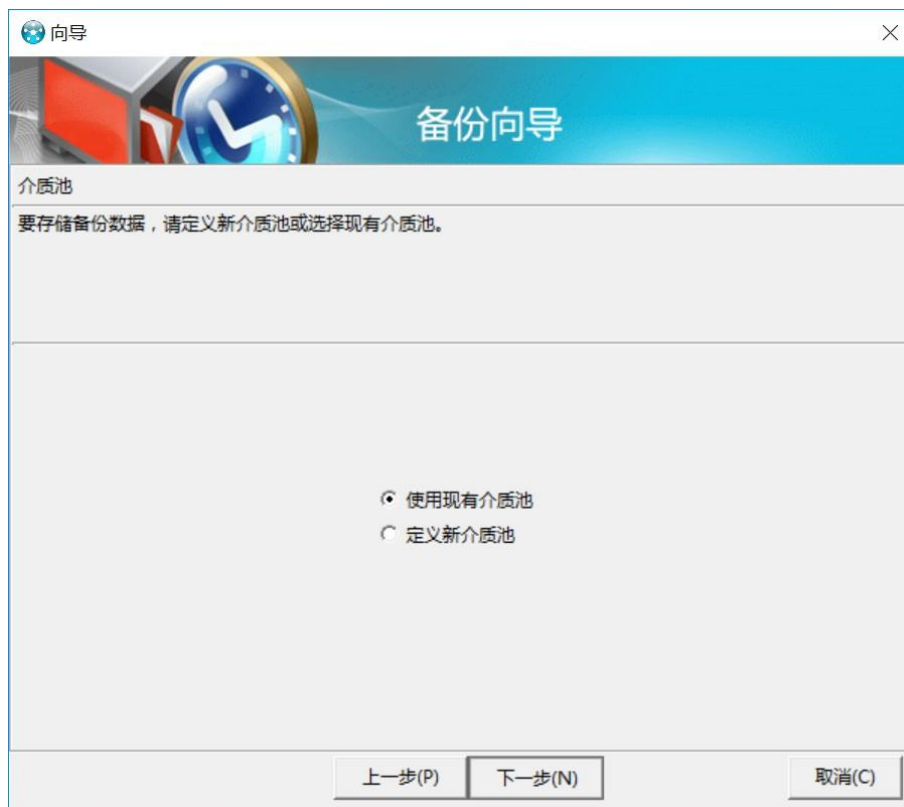 向导
备份向导
介质池
要存储备份数据，请定义新介质池或选择现有介质池。
使用现有介质池
定义新介质池
上一步(P) 下一步(N) 取消(C)